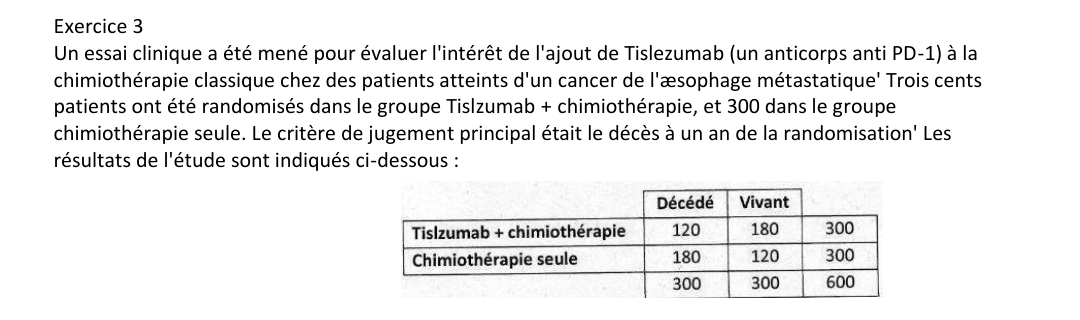 Exercice 3
Un essai clinique a été mené pour évaluer l'intérêt de l'ajout de Tislezumab (un anticorps anti PD-1) à la
chimiothérapie classique chez des patients atteints d'un cancer de l'æsophage métastatique' Trois cents
patients ont été randomisés dans le groupe Tislzumab + chimiothérapie, et 300 dans le groupe
chimiothérapie seule. Le critère de jugement principal était le décès à un an de la randomisation' Les
résultats de l'étude sont indiqués ci-dessous :
Décédé Vivant
Tislzumab + chimiothérapie 120 180 300
Chimiothérapie seule 180 120 300
300 300 600